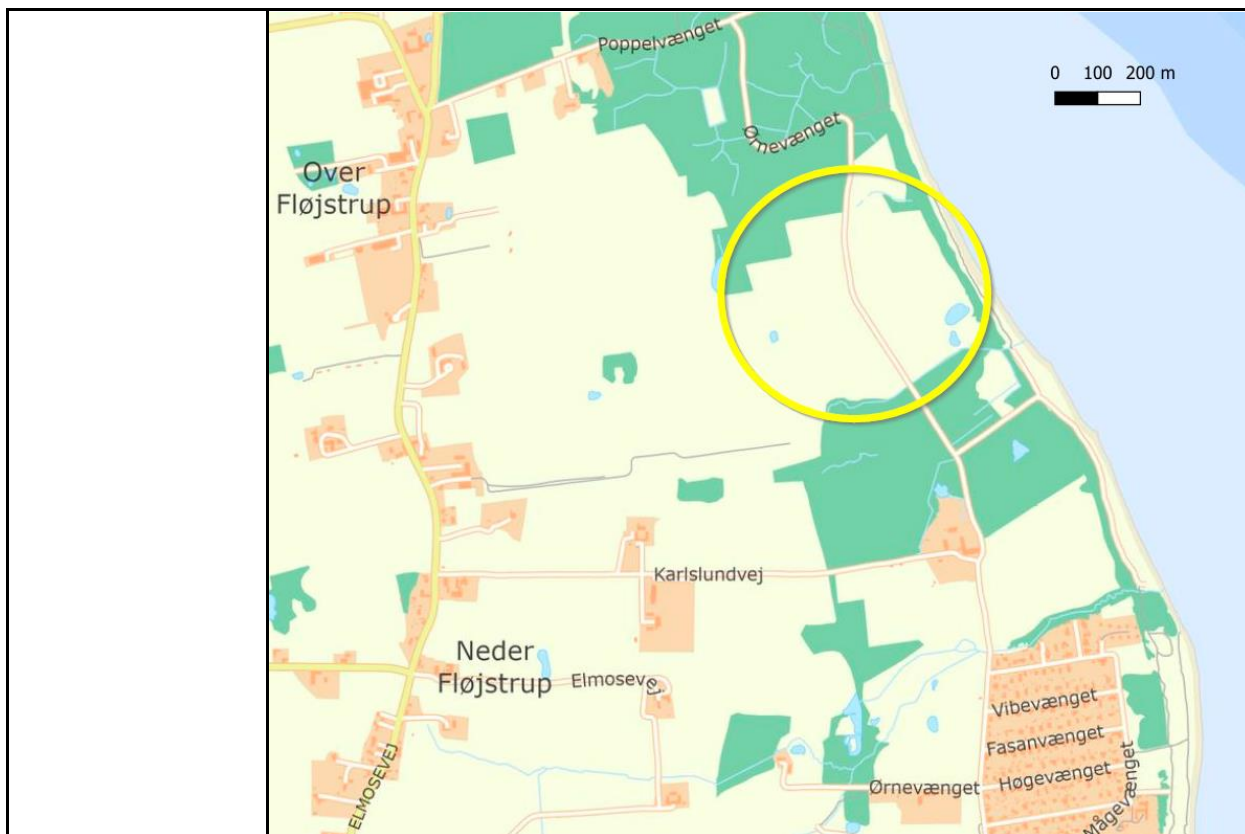 Poppelvænget
0 100 200 m
Ørnevænget
Over
Fløjstrup
Karlslundvej
Neder
Fløjstrup
Elmosevej
Vibevænget
Fasanvænget
Ørnevænget
Høgevænget
ELMOSEVEJ
Mågevænget